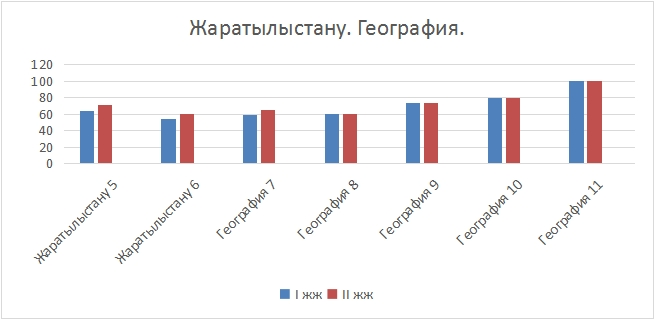 Жаратылыстану. География.
120
100
80
60
40
20
0
Жаратылыстану 5
Жаратылыстану 6
География 7
География 8
География 9
География 10
География 11
I жж
II жж